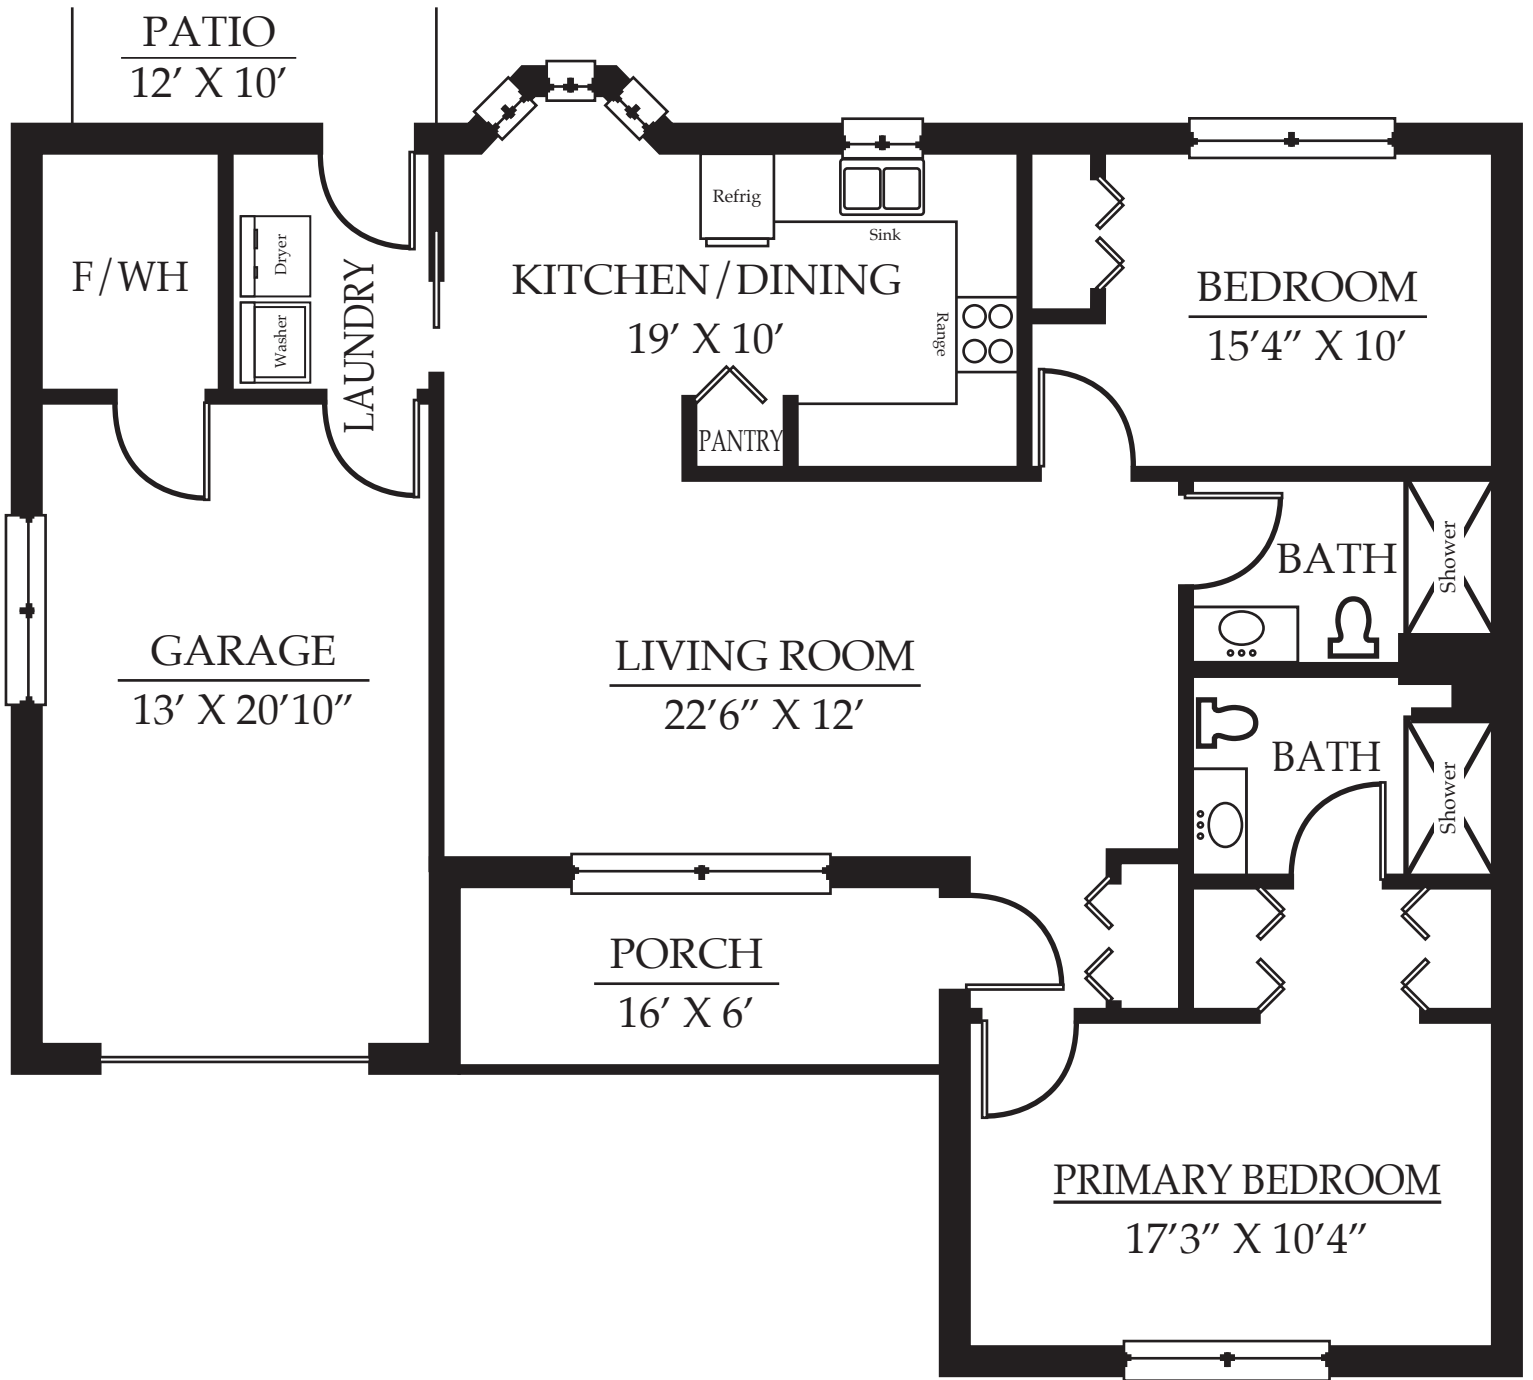 PATIO
12′ X 10′
Refrig
Sink
F/WH
Dryer
Washer
LAUNDRY
KITCHEN/DINING
19′ X 10′
Range
PANTRY
BEDROOM
15′4″ X 10′
BATH
Shower
GARAGE
13′ X 20′10″
LIVING ROOM
22′6″ X 12′
BATH
Shower
PORCH
16′ X 6′
PRIMARY BEDROOM
17′3″ X 10′4″